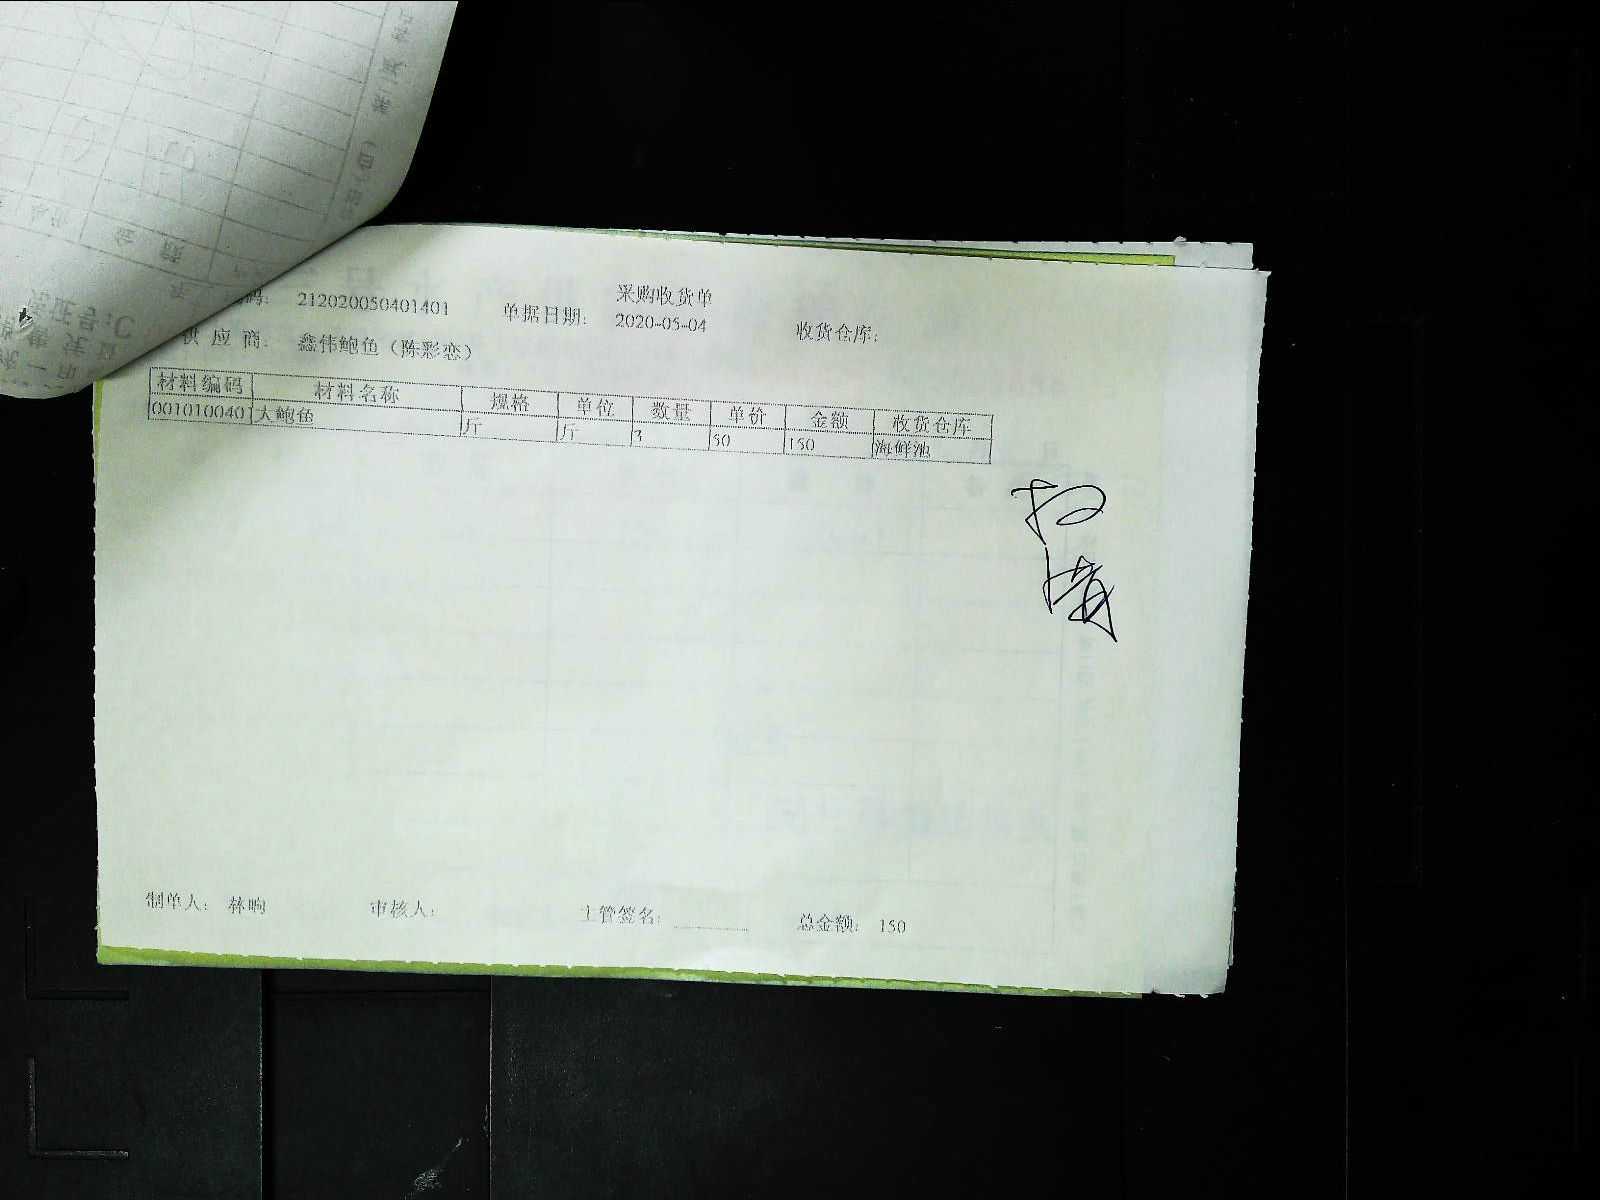 采购收货单
码： 212020050401401 单据日期： 2020-05-04 收货仓库：
供 应 商： 鑫伟鲍鱼（陈彩恋）
材料编码 材料名称 规格 单位 数量 单价 金额 收货仓库
001010040 大鲍鱼 斤 斤 3 50 150 海鲜池
制单人： 林响 审核人： 主管签名： 总金额： 150